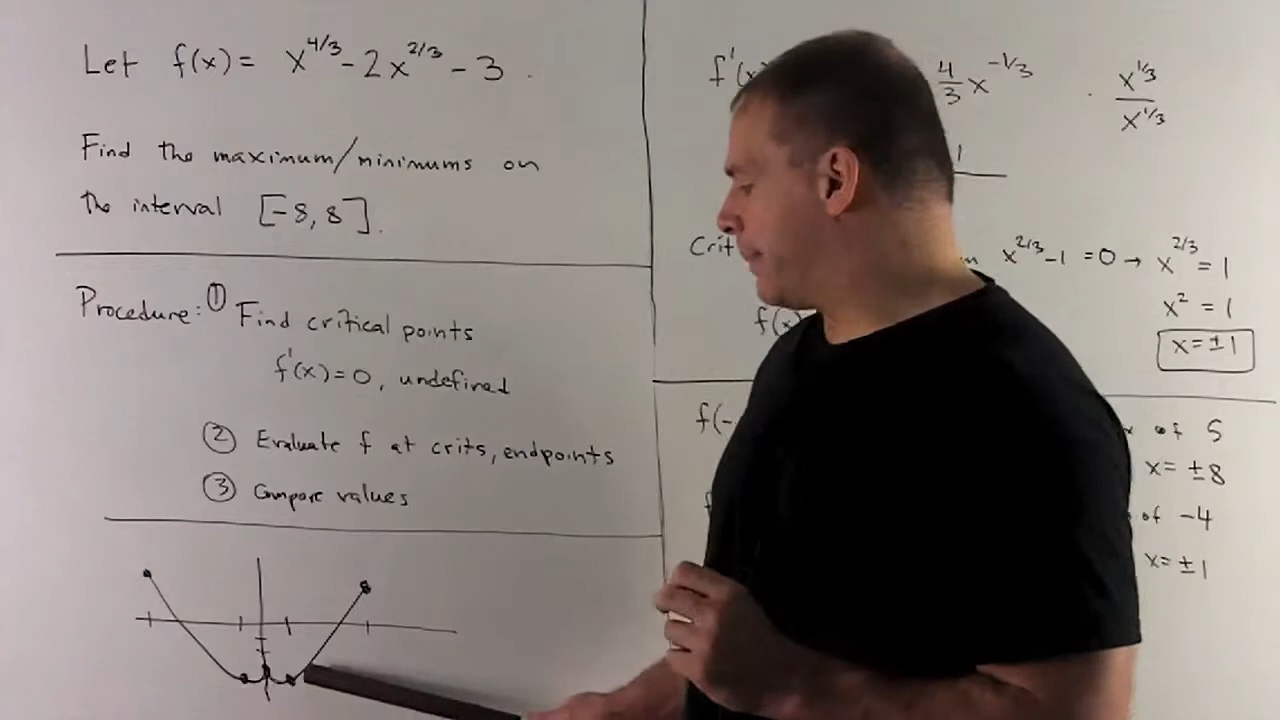 Let f(x) = x^4/3 - 2x^2/3 - 3
Find the maximum/minimums on
the interval [-8, 8].
Procedure: ① Find critical points
f'(x) = 0, undefined
② Evaluate f at crits, endpoints
③ Compare values
4/3 x^-1/3 · x^1/3 / x^1/3
1
Crit x^2/3 - 1 = 0 → x^2/3 = 1
x^2 = 1
x = ±1
of 5
x = ±8
of -4
x = ±1